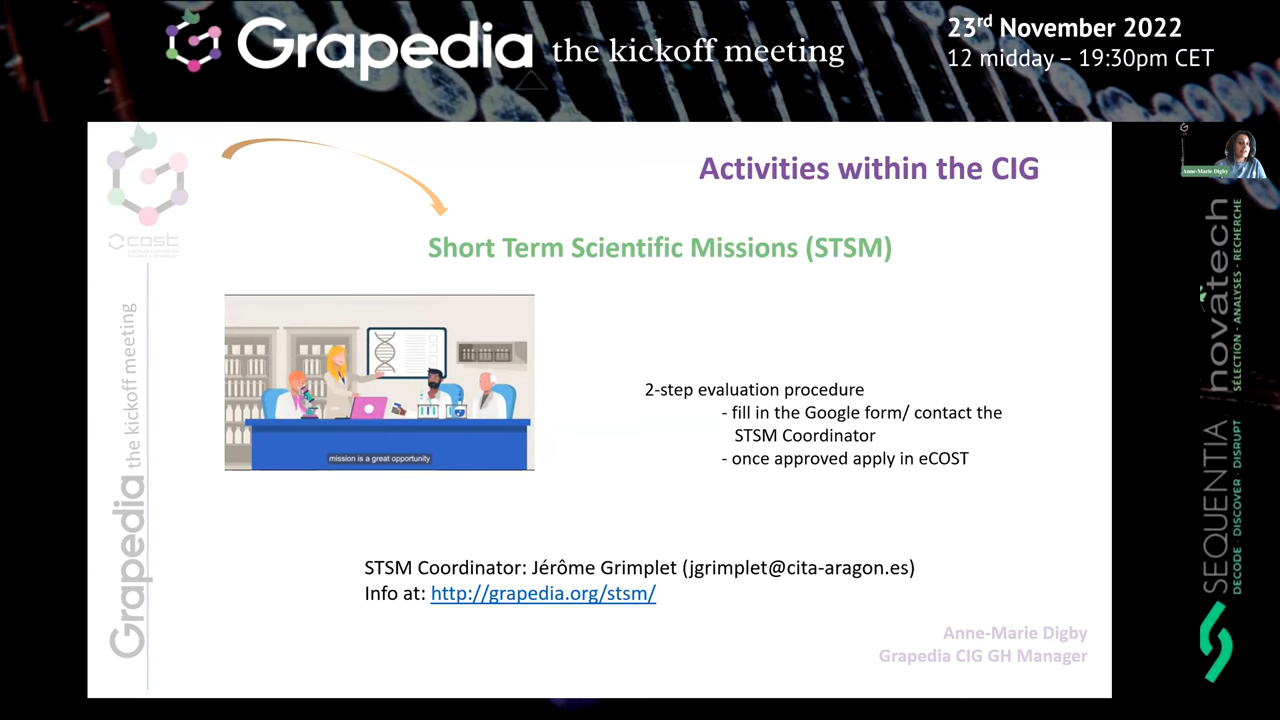 Grapedia the kickoff meeting
23rd November 2022
12 midday – 19:30pm CET
Activities within the CIG
Short Term Scientific Missions (STSM)
cost
Grapedia the kickoff meeting
mission is a great opportunity
2-step evaluation procedure
- fill in the Google form/ contact the
STSM Coordinator
- once approved apply in eCOST
STSM Coordinator: Jérôme Grimplet (jgrimplet@cita-aragon.es)
Info at: http://grapedia.org/stsm/
Anne-Marie Digby
Grapedia CIG GH Manager
Anne-Marie Digby
novatech
SÉLECTION - ANALYSES - RECHERCHE
SEQUENTIA
DECODE · DISCOVER · DISRUPT